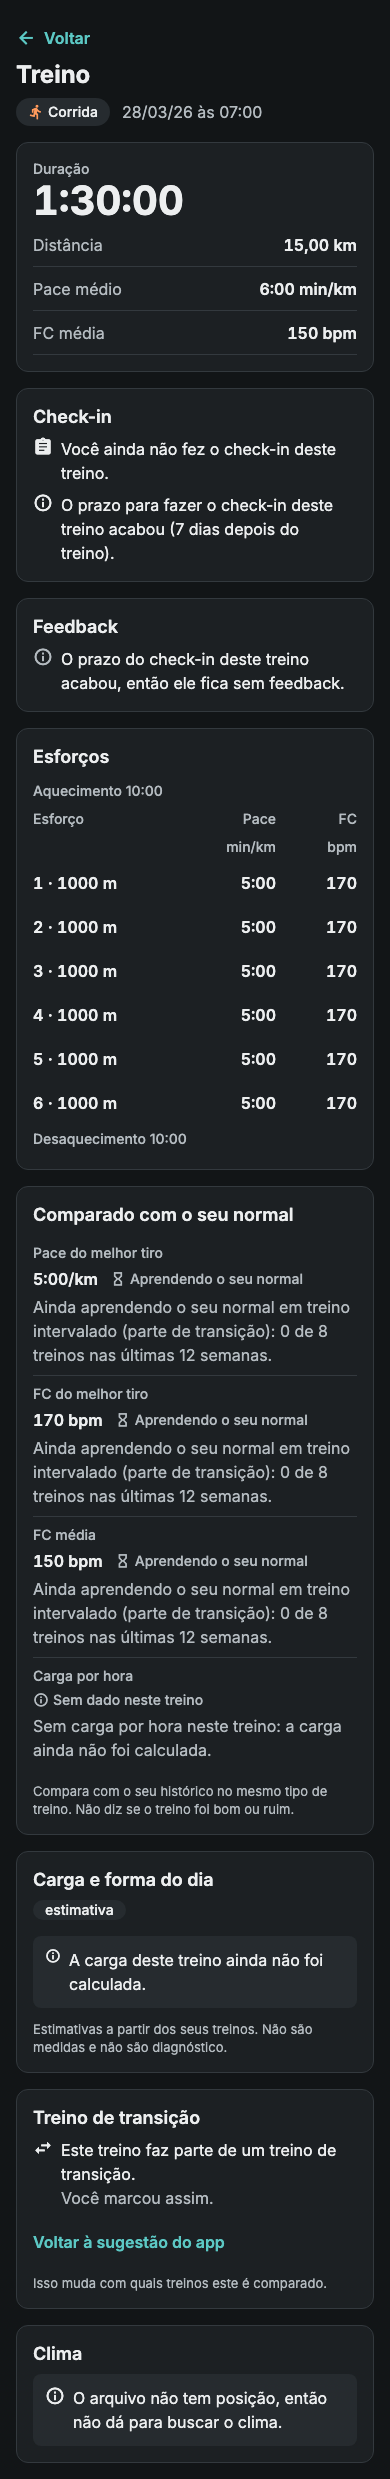 Voltar
Treino
Corrida 28/03/26 às 07:00
Duração
1:30:00
Distância 15,00 km
Pace médio 6:00 min/km
FC média 150 bpm
Check-in
Você ainda não fez o check-in deste
treino.
O prazo para fazer o check-in deste
treino acabou (7 dias depois do
treino).
Feedback
O prazo do check-in deste treino
acabou, então ele fica sem feedback.
Esforços
Aquecimento 10:00
Esforço Pace FC
min/km bpm
1 · 1000 m 5:00 170
2 · 1000 m 5:00 170
3 · 1000 m 5:00 170
4 · 1000 m 5:00 170
5 · 1000 m 5:00 170
6 · 1000 m 5:00 170
Desaquecimento 10:00
Comparado com o seu normal
Pace do melhor tiro
5:00/km Aprendendo o seu normal
Ainda aprendendo o seu normal em treino
intervalado (parte de transição): 0 de 8
treinos nas últimas 12 semanas.
FC do melhor tiro
170 bpm Aprendendo o seu normal
Ainda aprendendo o seu normal em treino
intervalado (parte de transição): 0 de 8
treinos nas últimas 12 semanas.
FC média
150 bpm Aprendendo o seu normal
Ainda aprendendo o seu normal em treino
intervalado (parte de transição): 0 de 8
treinos nas últimas 12 semanas.
Carga por hora
Sem dado neste treino
Sem carga por hora neste treino: a carga
ainda não foi calculada.
Compara com o seu histórico no mesmo tipo de
treino. Não diz se o treino foi bom ou ruim.
Carga e forma do dia
estimativa
A carga deste treino ainda não foi
calculada.
Estimativas a partir dos seus treinos. Não são
medidas e não são diagnóstico.
Treino de transição
Este treino faz parte de um treino de
transição.
Você marcou assim.
Voltar à sugestão do app
Isso muda com quais treinos este é comparado.
Clima
O arquivo não tem posição, então
não dá para buscar o clima.